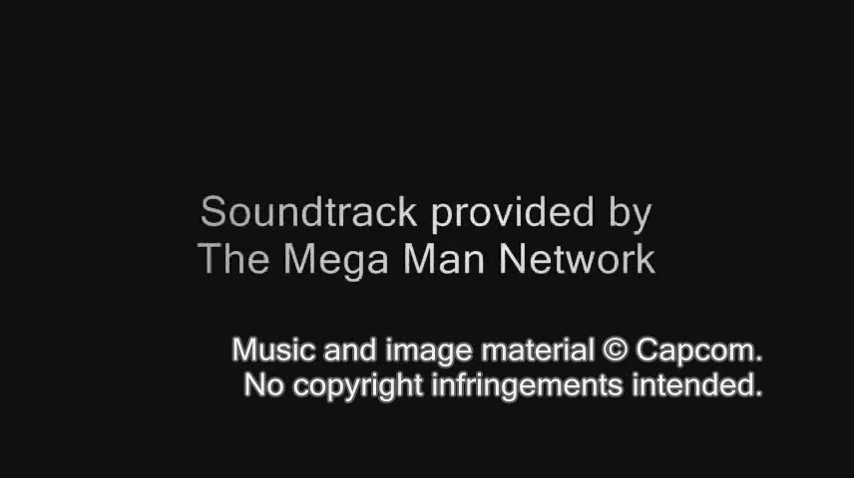 Soundtrack provided by
The Mega Man Network
Music and image material © Capcom.
No copyright infringements intended.